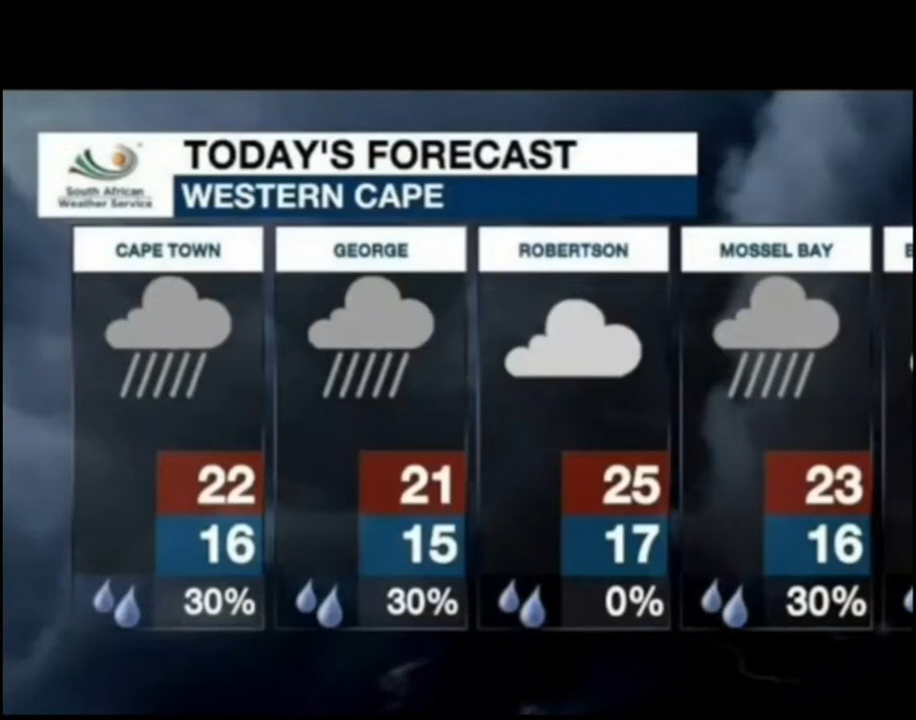 TODAY'S FORECAST
South African
Weather Service
WESTERN CAPE
CAPE TOWN
GEORGE
ROBERTSON
MOSSEL BAY
22
21
25
23
16
15
17
16
30%
30%
0%
30%